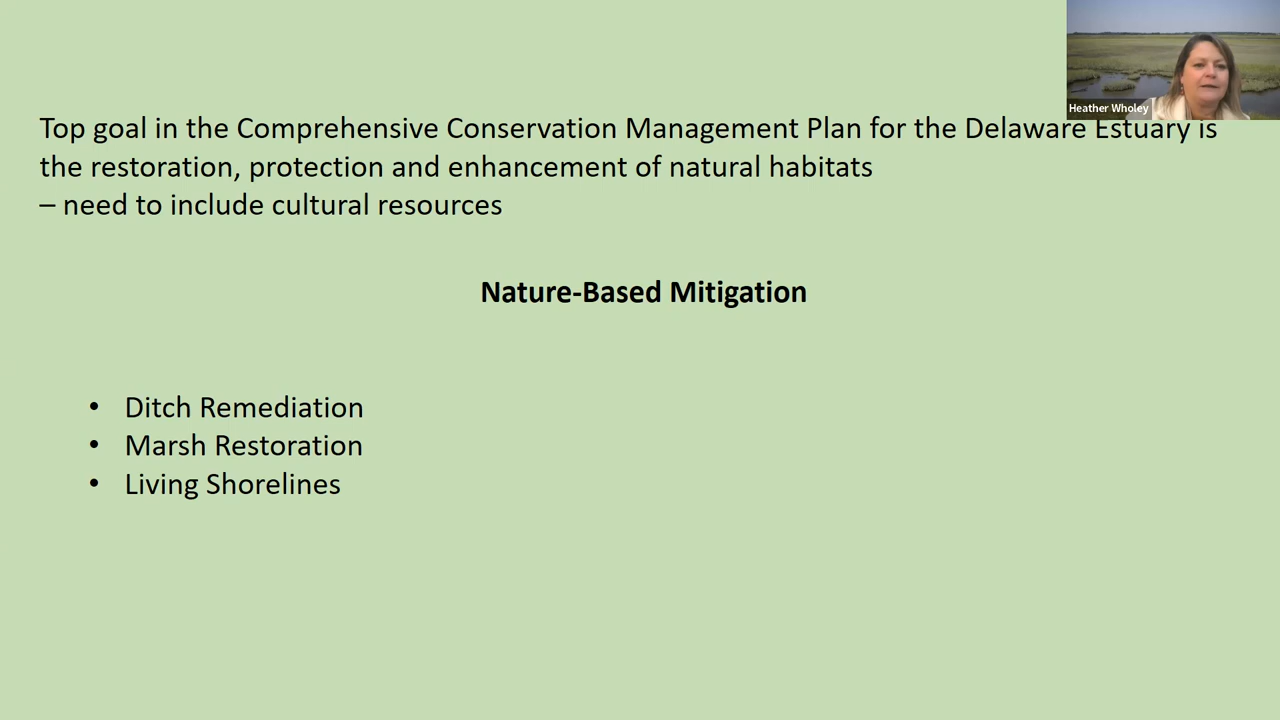 Heather Wholey
Top goal in the Comprehensive Conservation Management Plan for the Delaware Estuary is
the restoration, protection and enhancement of natural habitats
– need to include cultural resources
Nature-Based Mitigation
• Ditch Remediation
• Marsh Restoration
• Living Shorelines